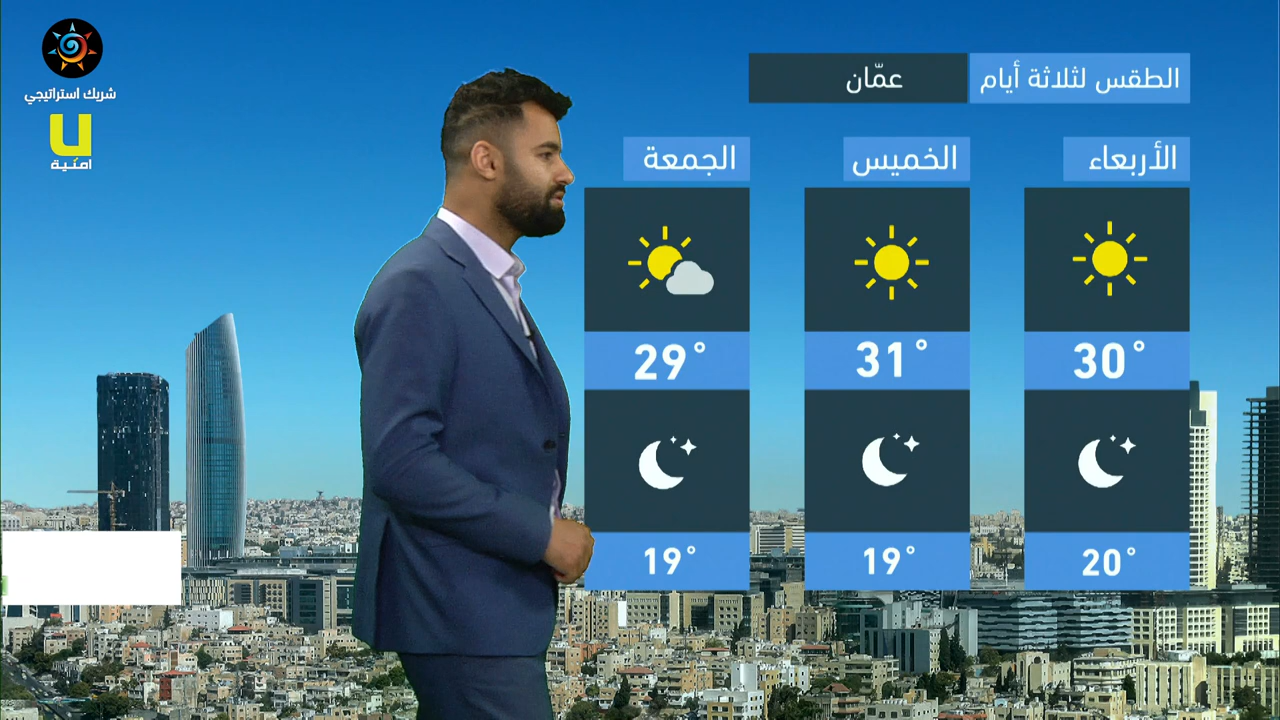 شريك استراتيجي
U
امنية
الطقس لثلاثة أيام
عمّان
الأربعاء
الخميس
الجمعة
30°
31°
29°
20°
19°
19°